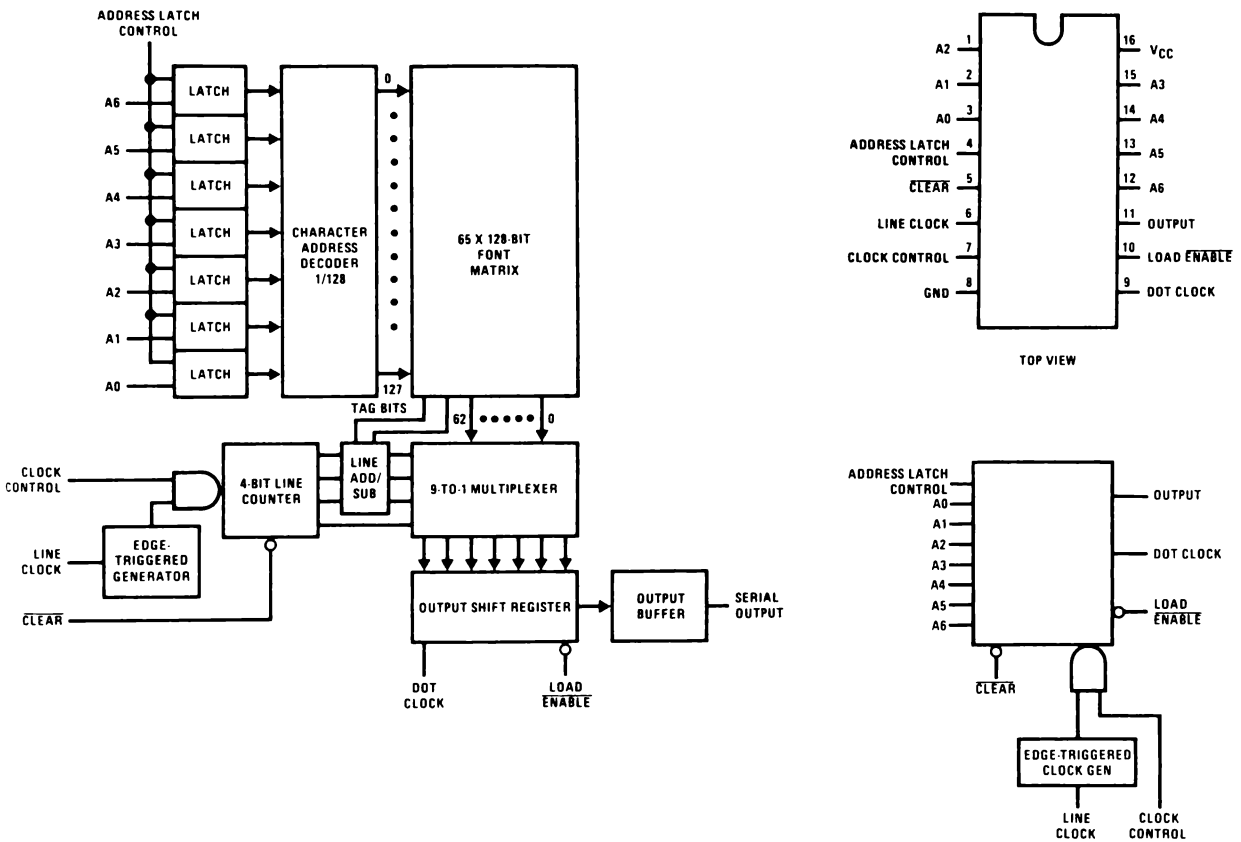 ADDRESS LATCH
CONTROL
A6
LATCH
A5
LATCH
A4
LATCH
A3
LATCH
A2
LATCH
A1
LATCH
A0
LATCH
CHARACTER
ADDRESS
DECODER
1/128
0
127
65 X 128-BIT
FONT
MATRIX
TAG BITS
62
0
CLOCK
CONTROL
LINE
CLOCK
EDGE-
TRIGGERED
GENERATOR
CLEAR
4-BIT LINE
COUNTER
LINE
ADD/
SUB
9-TO-1 MULTIPLEXER
OUTPUT SHIFT REGISTER
OUTPUT
BUFFER
SERIAL
OUTPUT
DOT
CLOCK
LOAD
ENABLE
A2 1
A1 2
A0 3
ADDRESS LATCH
CONTROL 4
CLEAR 5
LINE CLOCK 6
CLOCK CONTROL 7
GND 8
16 VCC
15 A3
14 A4
13 A5
12 A6
11 OUTPUT
10 LOAD ENABLE
9 DOT CLOCK
TOP VIEW
ADDRESS LATCH
CONTROL
A0
A1
A2
A3
A4
A5
A6
OUTPUT
DOT CLOCK
LOAD
ENABLE
CLEAR
EDGE-TRIGGERED
CLOCK GEN
LINE
CLOCK
CLOCK
CONTROL